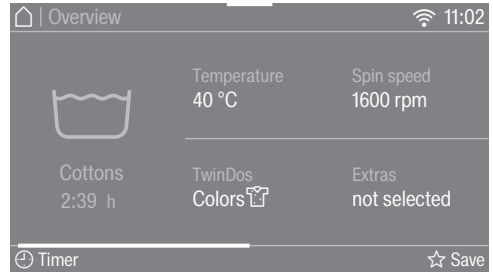 | Overview
11:02
Temperature
40 °C
Spin speed
1600 rpm
Cottons
2:39 h
TwinDos
Colors
Extras
not selected
Timer
Save